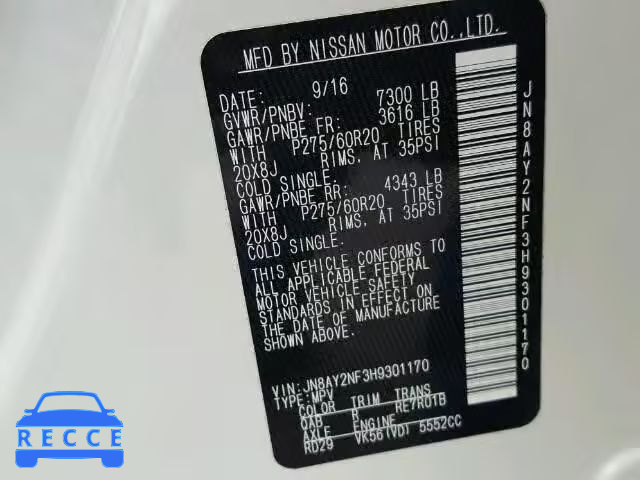 MFD BY NISSAN MOTOR CO.,LTD.
DATE: 9/16
GVWR/PNBV: 7300 LB
GAWR/PNBE FR: 3616 LB
WITH P275/60R20 TIRES
20X8J RIMS, AT 35PSI
COLD SINGLE:
GAWR/PNBE RR: 4343 LB
WITH P275/60R20 TIRES
20X8J RIMS, AT 35PSI
COLD SINGLE:
THIS VEHICLE CONFORMS TO
ALL APPLICABLE FEDERAL
MOTOR VEHICLE SAFETY
STANDARDS IN EFFECT ON
THE DATE OF MANUFACTURE
SHOWN ABOVE.
VIN:JN8AY2NF3H9301170
TYPE:MPV
COLOR TRIM TRANS
QAB R RE7R01B
AXLE ENGINE
RD29 VK56(VD) 5552CC
JN8AY2NF3H9301170
RECCE